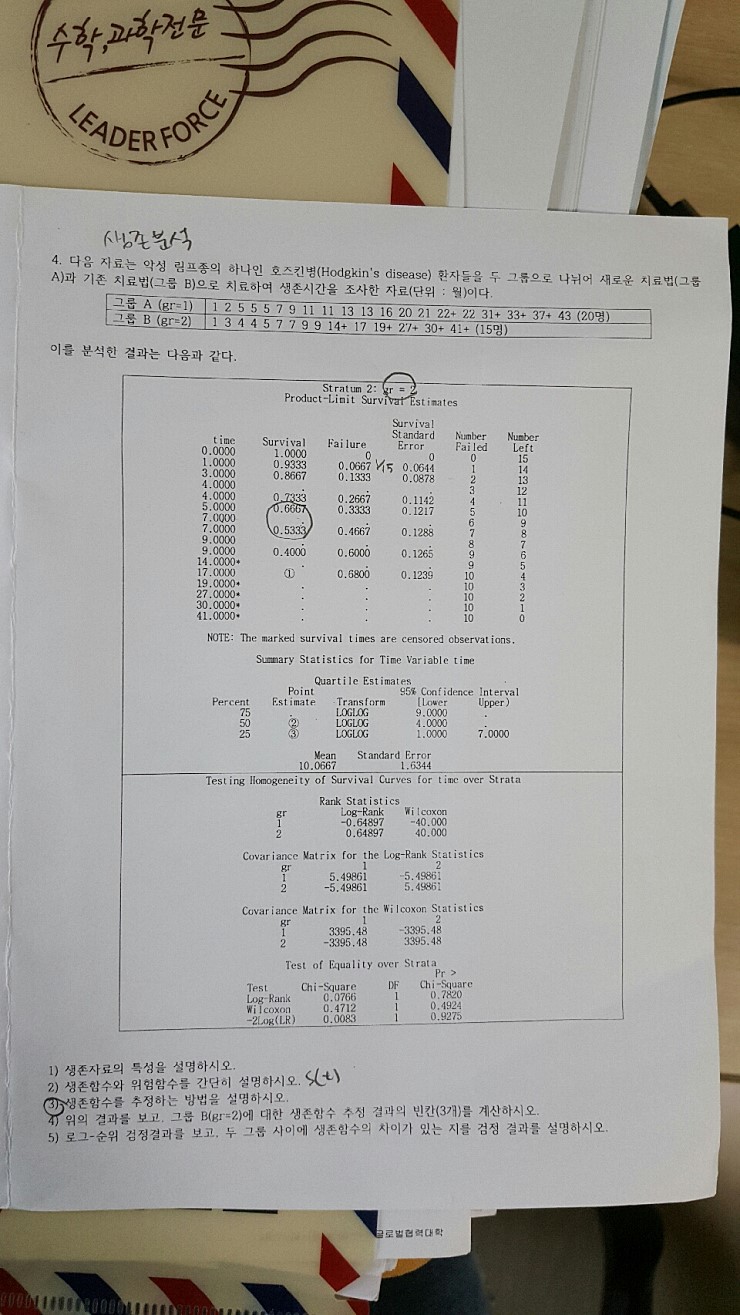 수학,과학전문
LEADER FORCE
생존분석
4. 다음 자료는 악성 림프종의 하나인 호즈킨병(Hodgkin's disease) 환자들을 두 그룹으로 나뉘어 새로운 치료법(그룹
A)과 기존 치료법(그룹 B)으로 치료하여 생존시간을 조사한 자료(단위 : 월)이다.
그룹 A (gr=1) 1 2 5 5 5 7 9 11 11 13 13 16 20 21 22+ 22 31+ 33+ 37+ 43 (20명)
그룹 B (gr=2) 1 3 4 4 5 7 7 9 9 14+ 17 19+ 27+ 30+ 41+ (15명)
이를 분석한 결과는 다음과 같다.
Stratum 2: gr = 2
Product-Limit Survival Estimates
Survival
Standard Number Number
time Survival Failure Error Failed Left
0.0000 1.0000 0 0 0 15
1.0000 0.9333 0.0667 1/15 0.0644 1 14
3.0000 0.8667 0.1333 0.0878 2 13
4.0000 . . . 3 12
4.0000 0.7333 0.2667 0.1142 4 11
5.0000 0.6667 0.3333 0.1217 5 10
7.0000 . . . 6 9
7.0000 0.5333 0.4667 0.1288 7 8
9.0000 . . . 8 7
9.0000 0.4000 0.6000 0.1265 9 6
14.0000* . . . 9 5
17.0000 ① 0.6800 0.1239 10 4
19.0000* . . . 10 3
27.0000* . . . 10 2
30.0000* . . . 10 1
41.0000* . . . 10 0
NOTE: The marked survival times are censored observations.
Summary Statistics for Time Variable time
Quartile Estimates
Point 95% Confidence Interval
Percent Estimate Transform [Lower Upper)
75 . LOGLOG 9.0000 .
50 ② LOGLOG 4.0000 .
25 ③ LOGLOG 1.0000 7.0000
Mean Standard Error
10.0667 1.6344
Testing Homogeneity of Survival Curves for time over Strata
Rank Statistics
gr Log-Rank Wilcoxon
1 -0.64897 -40.000
2 0.64897 40.000
Covariance Matrix for the Log-Rank Statistics
gr 1 2
1 5.49861 -5.49861
2 -5.49861 5.49861
Covariance Matrix for the Wilcoxon Statistics
gr 1 2
1 3395.48 -3395.48
2 -3395.48 3395.48
Test of Equality over Strata
Pr >
Test Chi-Square DF Chi-Square
Log-Rank 0.0766 1 0.7820
Wilcoxon 0.4712 1 0.4924
-2Log(LR) 0.0083 1 0.9275
1) 생존자료의 특성을 설명하시오.
2) 생존함수와 위험함수를 간단히 설명하시오. S(t)
3) 생존함수를 추정하는 방법을 설명하시오.
4) 위의 결과를 보고, 그룹 B(gr=2)에 대한 생존함수 추정 결과의 빈칸(3개)를 계산하시오.
5) 로그-순위 검정결과를 보고, 두 그룹 사이에 생존함수의 차이가 있는 지를 검정 결과를 설명하시오.
글로벌협력대학